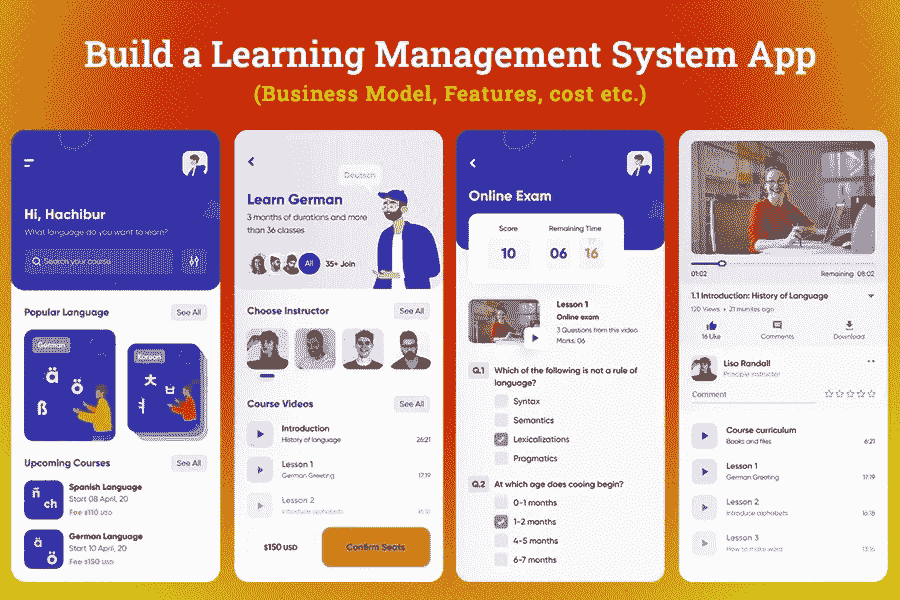 Build a Learning Management System App
(Business Model, Features, cost etc.)
Hi, Hachibur
What language do you want to learn?
Search your course
Popular Language
See All
German
ä
ö
ß
Korean
大
ㅂ
ㅕ
Upcoming Courses
See All
ñ
ch
Spanish Language
Start 08 April, 20
Fee $110 USD
ä
ö
German Language
Start 10 April, 20
Fee $150 USD
Deutsch
Learn German
3 months of durations and more
than 36 classes
All
35+ Join
Choose Instructor
See All
Course Videos
See All
Introduction
History of language
26:21
Lesson 1
German Greeting
17:19
Lesson 2
Introduce alphabets
16:18
$150 USD
Confirm Seats
Online Exam
Score
Remaining Time
10
06
16
Lesson 1
Online exam
3 Questions from this video
Marks: 06
Q.1 Which of the following is not a rule of
language?
Syntax
Semantics
Lexicalizations
Pragmatics
Q.2 At which age does cooing begin?
0-1 months
1-2 months
4-5 months
6-7 months
01:02
Remaining 08:02
1.1 Introduction: History of Language
120 Views • 21 munites ago
16 Like
Comments
Download
Lisa Randall
Principle instructor
Comment
Course curriculum
Books and files
6:21
Lesson 1
German Greeting
17:19
Lesson 2
Introduce alphabets
16:18
Lesson 3
How to make word
13:16